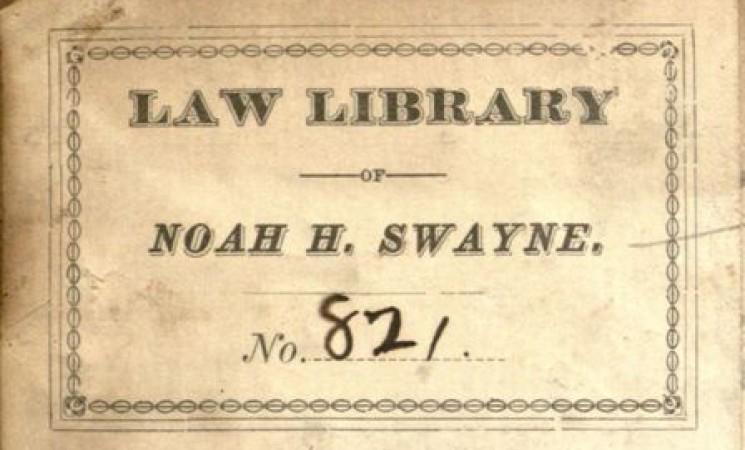 LAW LIBRARY
OF
NOAH H. SWAYNE.
No. 821.